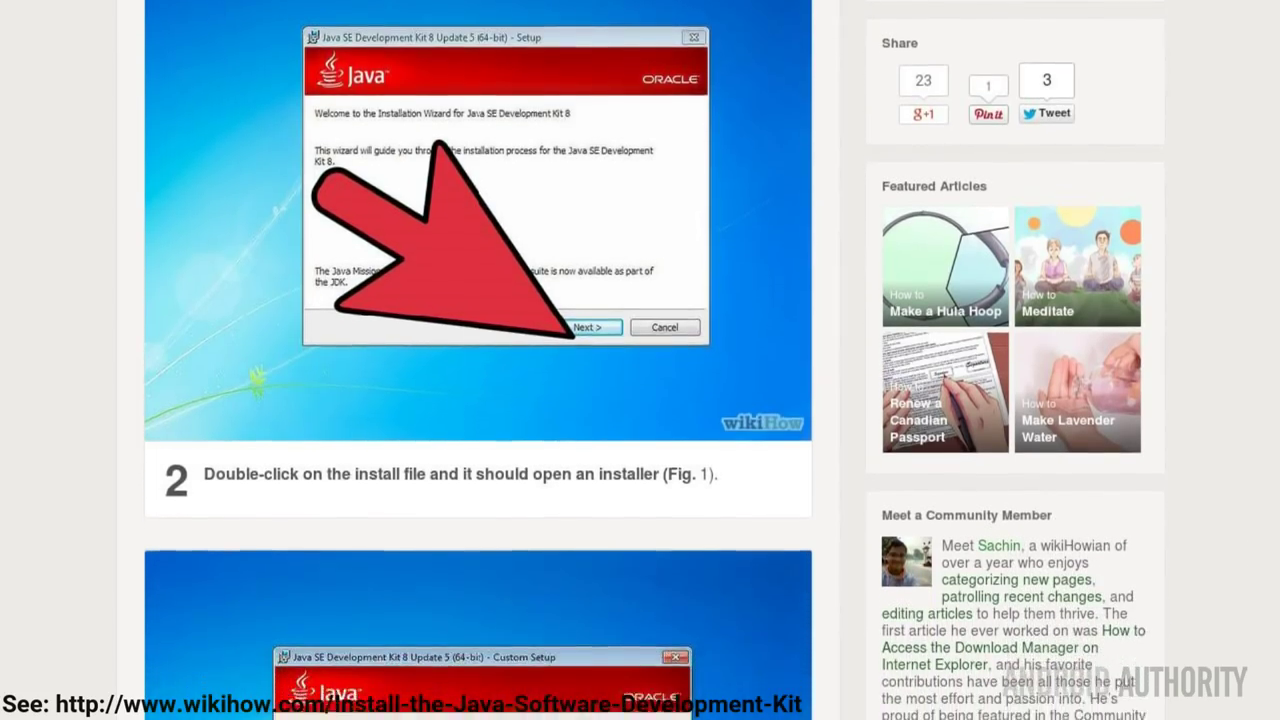 Java SE Development Kit 8 Update 5 (64-bit) - Setup
Java
ORACLE
Welcome to the Installation Wizard for Java SE Development Kit 8
This wizard will guide you thro the installation process for the Java SE Development
Kit 8.
The Java Missio suite is now available as part of
the JDK.
Next >
Cancel
wikiHow
2 Double-click on the install file and it should open an installer (Fig. 1).
Java SE Development Kit 8 Update 5 (64-bit) - Custom Setup
Java
ORACLE
See: http://www.wikihow.com/Install-the-Java-Software-Development-Kit
Share
23
1
3
g+1
Pin it
Tweet
Featured Articles
How to
Make a Hula Hoop
How to
Meditate
How to
Renew a
Canadian
Passport
How to
Make Lavender
Water
Meet a Community Member
Meet Sachin, a wikiHowian of
over a year who enjoys
categorizing new pages,
patrolling recent changes, and
editing articles to help them thrive. The
first article he ever worked on was How to
Access the Download Manager on
Internet Explorer, and his favorite
contributions have been all those he put
the most effort and passion into. He's
proud of being featured in the Community
ANDROID AUTHORITY